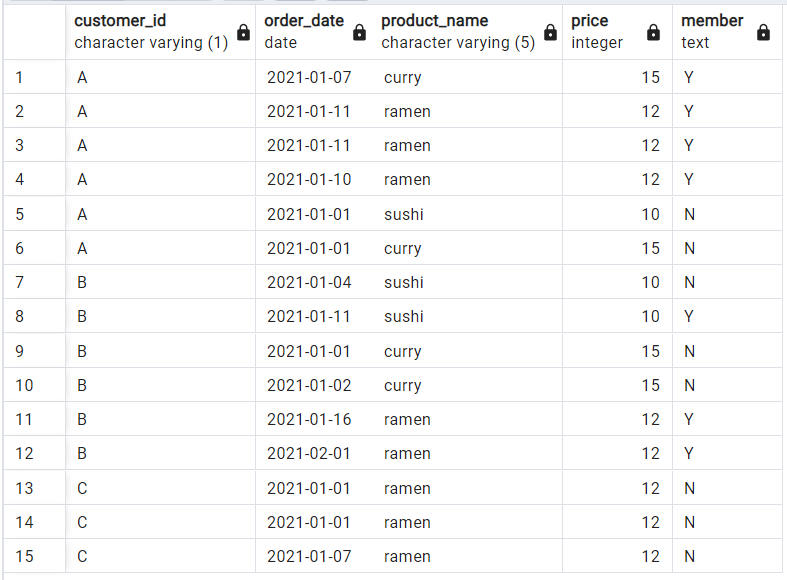 customer_id order_date product_name price member
character varying (1) date character varying (5) integer text
1 A 2021-01-07 curry 15 Y
2 A 2021-01-11 ramen 12 Y
3 A 2021-01-11 ramen 12 Y
4 A 2021-01-10 ramen 12 Y
5 A 2021-01-01 sushi 10 N
6 A 2021-01-01 curry 15 N
7 B 2021-01-04 sushi 10 N
8 B 2021-01-11 sushi 10 Y
9 B 2021-01-01 curry 15 N
10 B 2021-01-02 curry 15 N
11 B 2021-01-16 ramen 12 Y
12 B 2021-02-01 ramen 12 Y
13 C 2021-01-01 ramen 12 N
14 C 2021-01-01 ramen 12 N
15 C 2021-01-07 ramen 12 N